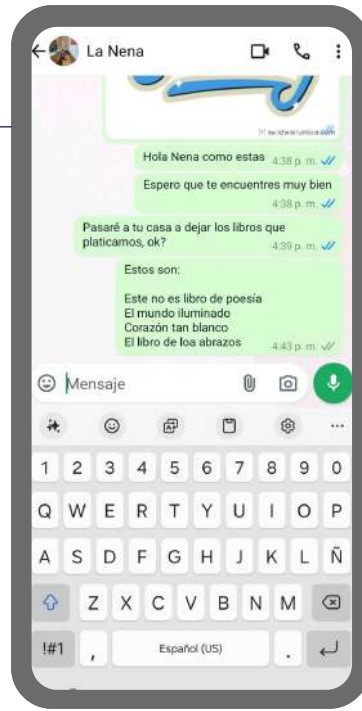 La Nena
Hola Nena como estas 4:38 p. m.
Espero que te encuentres muy bien
4:38 p. m.
Pasaré a tu casa a dejar los libros que
platicamos, ok? 4:39 p. m.
Estos son:
Este no es libro de poesía
El mundo iluminado
Corazón tan blanco
El libro de loa abrazos 4:43 p. m.
Mensaje
1 2 3 4 5 6 7 8 9 0
Q W E R T Y U I O P
A S D F G H J K L Ñ
Z X C V B N M
!#1 , Español (US) .